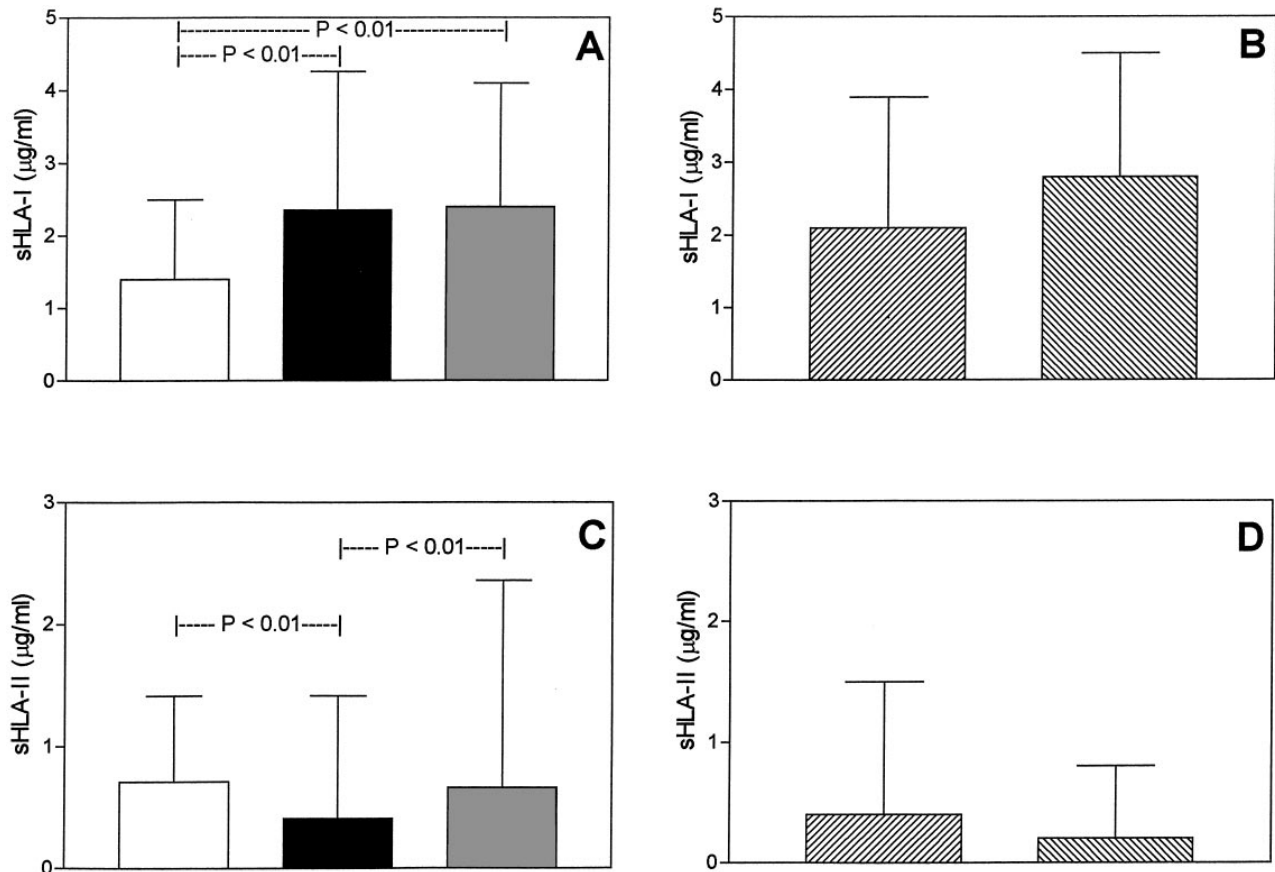 A
5
4
3
2
1
0
sHLA-I (μg/ml)
|------------------ P < 0.01------------------|
|------ P < 0.01------|
B
5
4
3
2
1
0
sHLA-I (μg/ml)
C
3
2
1
0
sHLA-II (μg/ml)
|----- P < 0.01------|
|----- P < 0.01-----|
D
3
2
1
0
sHLA-II (μg/ml)